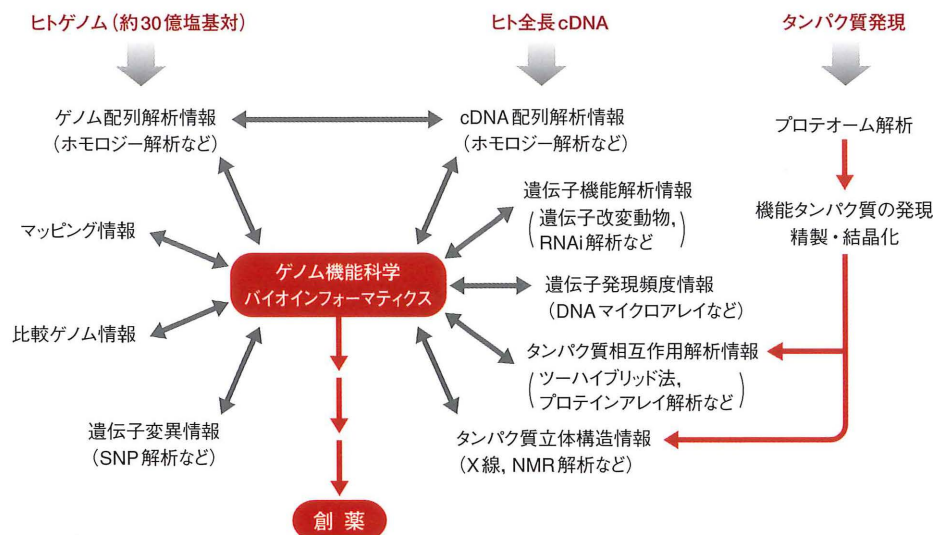 ヒトゲノム(約30億塩基対)
ヒト全長cDNA
タンパク質発現
ゲノム配列解析情報
(ホモロジー解析など)
cDNA配列解析情報
(ホモロジー解析など)
プロテオーム解析
遺伝子機能解析情報
(遺伝子改変動物,
RNAi解析など)
機能タンパク質の発現
精製・結晶化
マッピング情報
ゲノム機能科学
バイオインフォーマティクス
遺伝子発現頻度情報
(DNAマイクロアレイなど)
比較ゲノム情報
タンパク質相互作用解析情報
(ツーハイブリッド法,
プロテインアレイ解析など)
遺伝子変異情報
(SNP解析など)
タンパク質立体構造情報
(X線, NMR解析など)
創薬